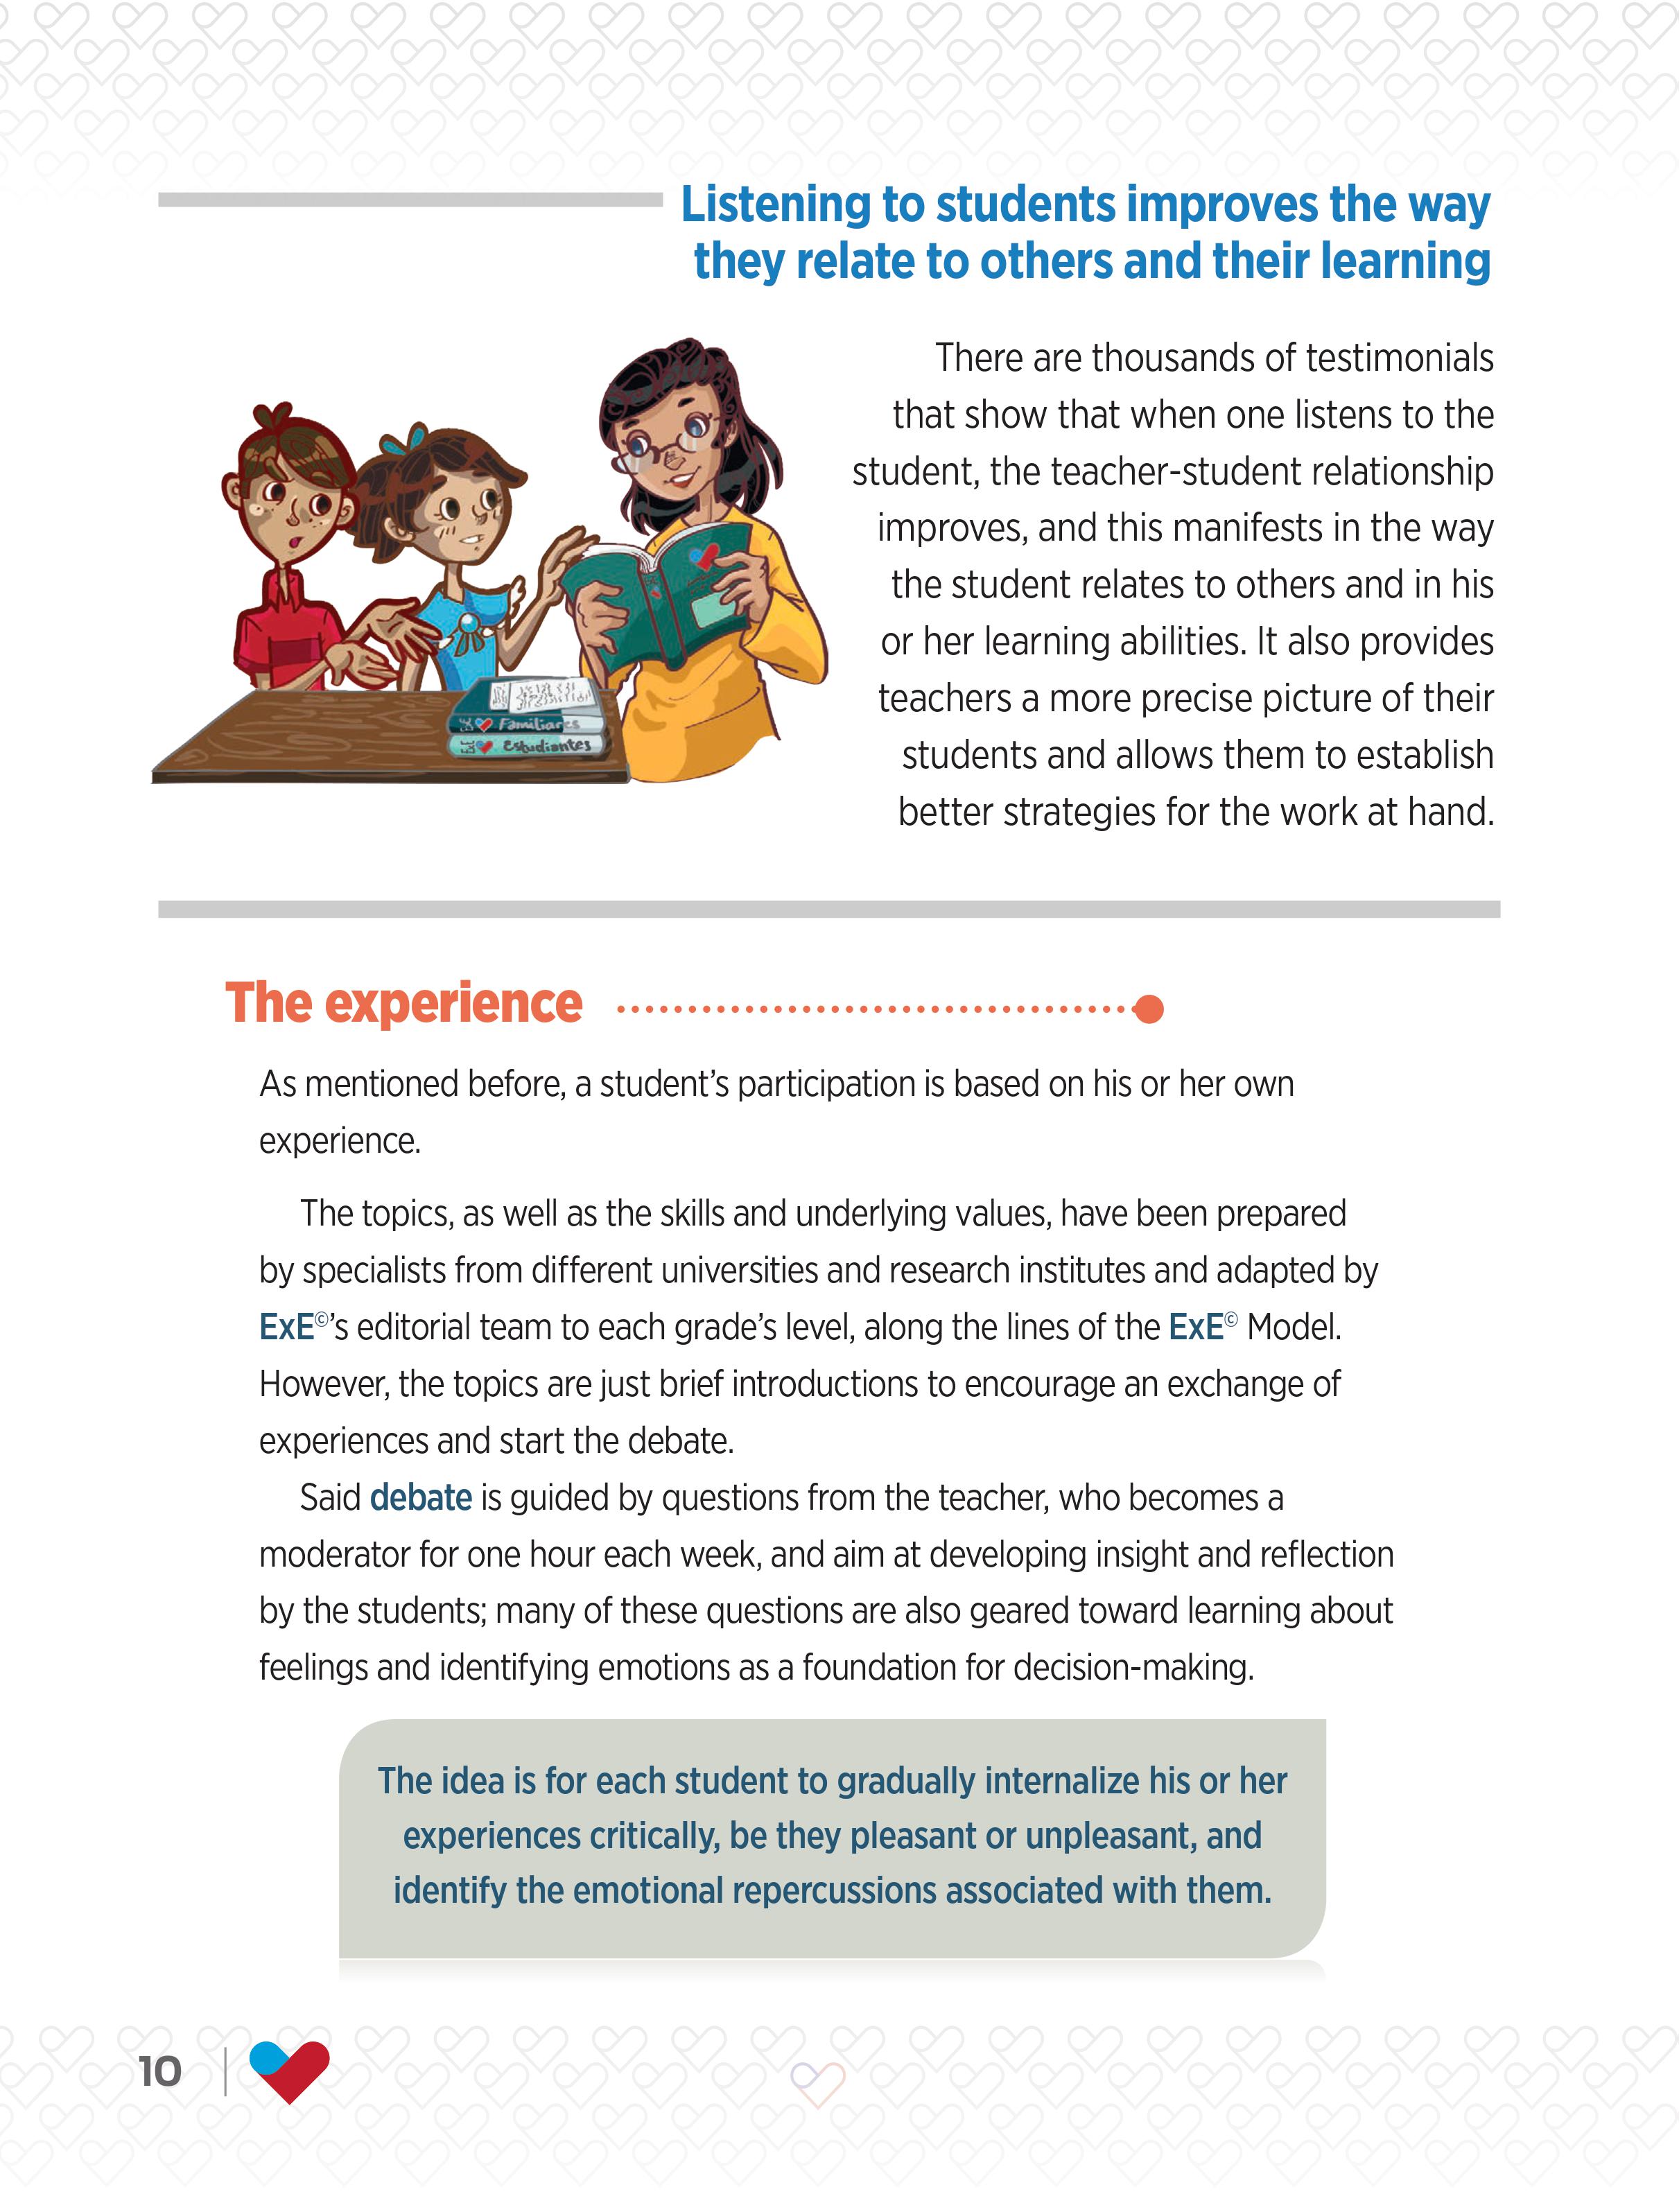 Listening to students improves the way
they relate to others and their learning
There are thousands of testimonials
that show that when one listens to the
student, the teacher-student relationship
improves, and this manifests in the way
the student relates to others and in his
or her learning abilities. It also provides
teachers a more precise picture of their
students and allows them to establish
better strategies for the work at hand.
ExE Familiares
ExE Estudiantes
The experience
As mentioned before, a student’s participation is based on his or her own
experience.
The topics, as well as the skills and underlying values, have been prepared
by specialists from different universities and research institutes and adapted by
ExE©’s editorial team to each grade’s level, along the lines of the ExE© Model.
However, the topics are just brief introductions to encourage an exchange of
experiences and start the debate.
Said debate is guided by questions from the teacher, who becomes a
moderator for one hour each week, and aim at developing insight and reflection
by the students; many of these questions are also geared toward learning about
feelings and identifying emotions as a foundation for decision-making.
The idea is for each student to gradually internalize his or her
experiences critically, be they pleasant or unpleasant, and
identify the emotional repercussions associated with them.
10